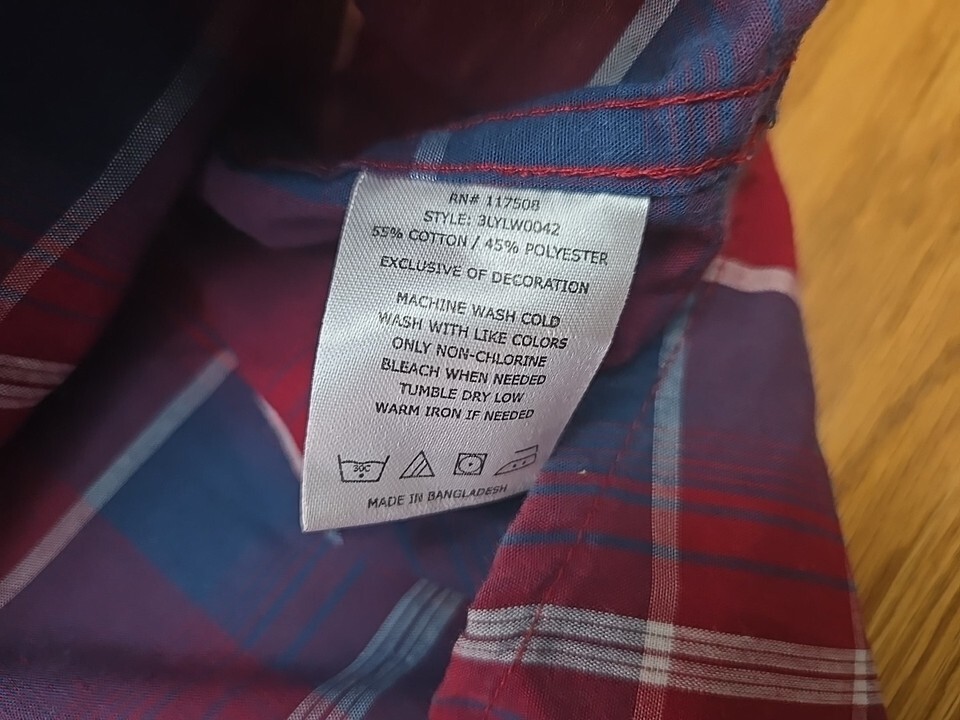 RN# 117508
STYLE: 3LYLW0042
55% COTTON / 45% POLYESTER
EXCLUSIVE OF DECORATION
MACHINE WASH COLD
WASH WITH LIKE COLORS
ONLY NON-CHLORINE
BLEACH WHEN NEEDED
TUMBLE DRY LOW
WARM IRON IF NEEDED
30C
MADE IN BANGLADESH